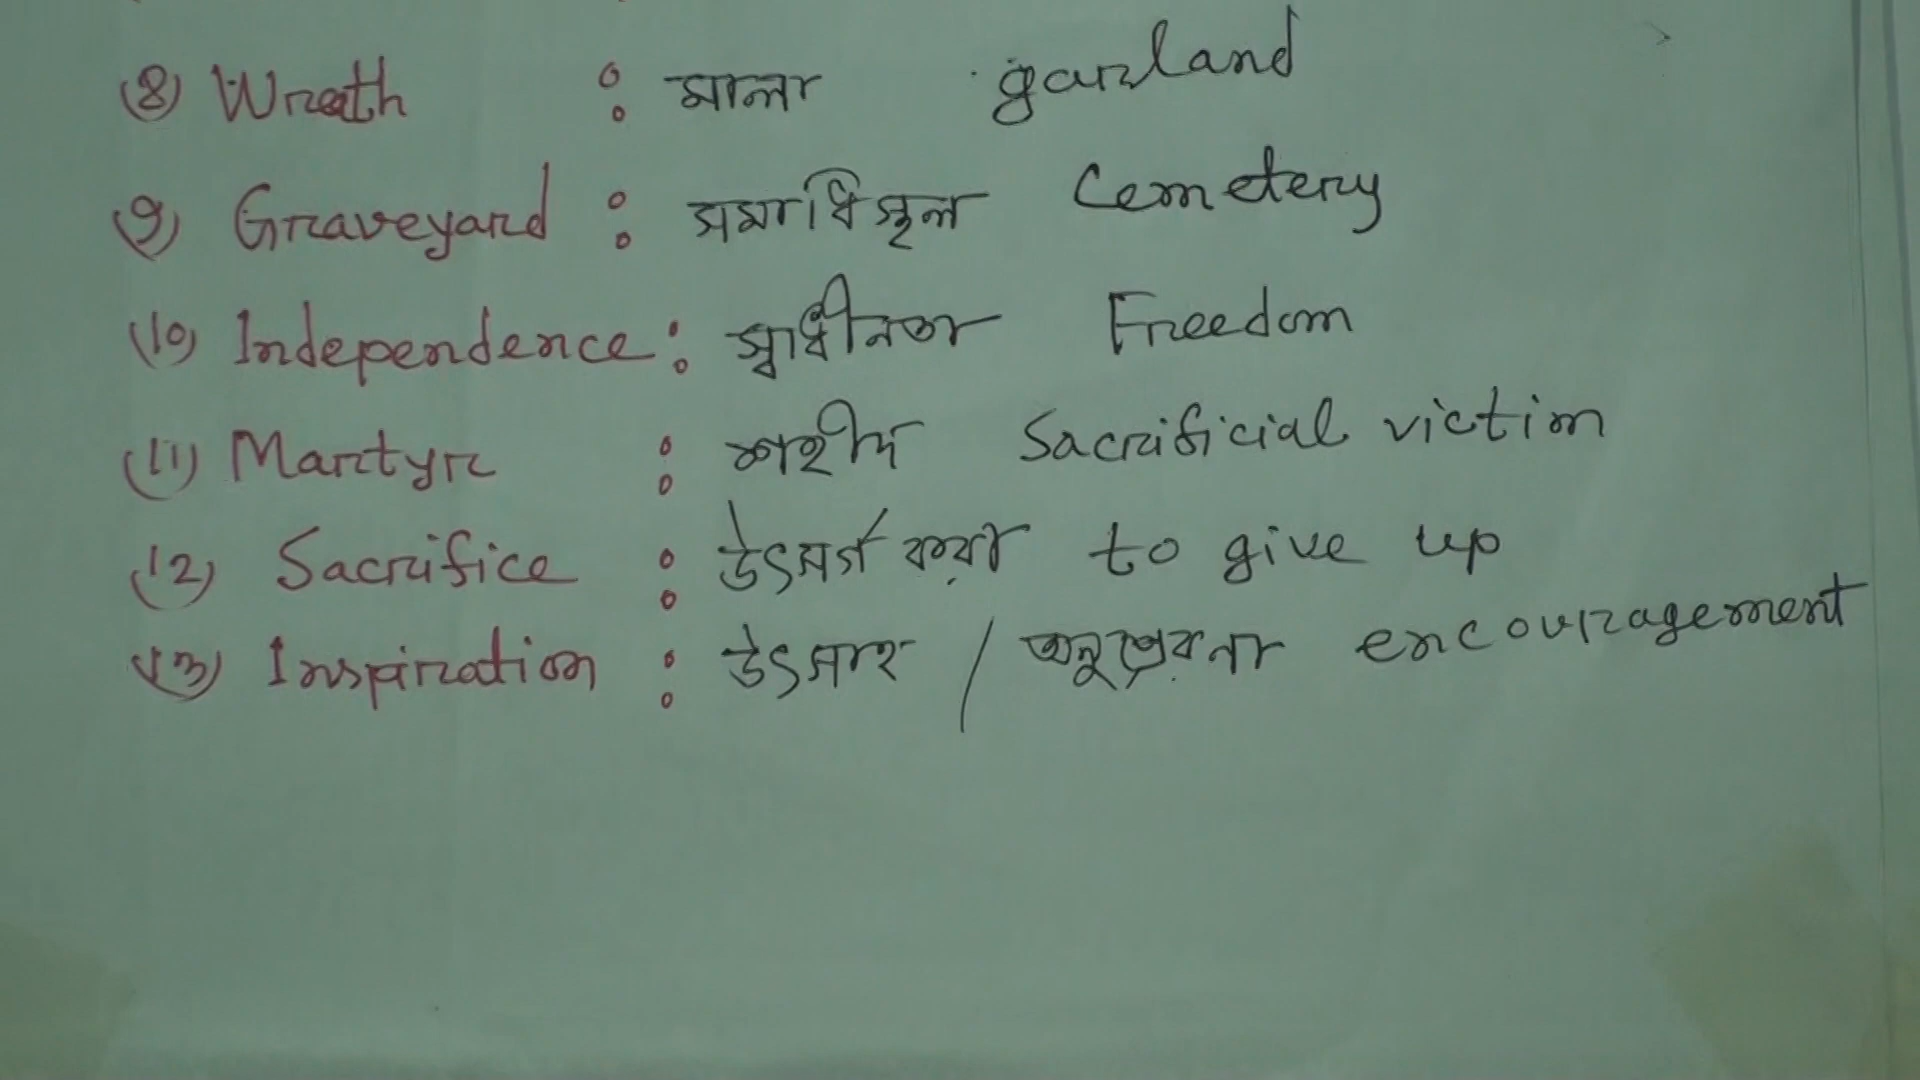 (8) Wreath : মালা garland
(9) Graveyard : সমাধিস্থল Cemetery
(10) Independence : স্বাধীনতা Freedom
(11) Martyr : শহীদ Sacrificial victim
(12) Sacrifice : উৎসর্গ করা to give up
(13) Inspiration : উৎসাহ / অনুপ্রেরনা encouragement